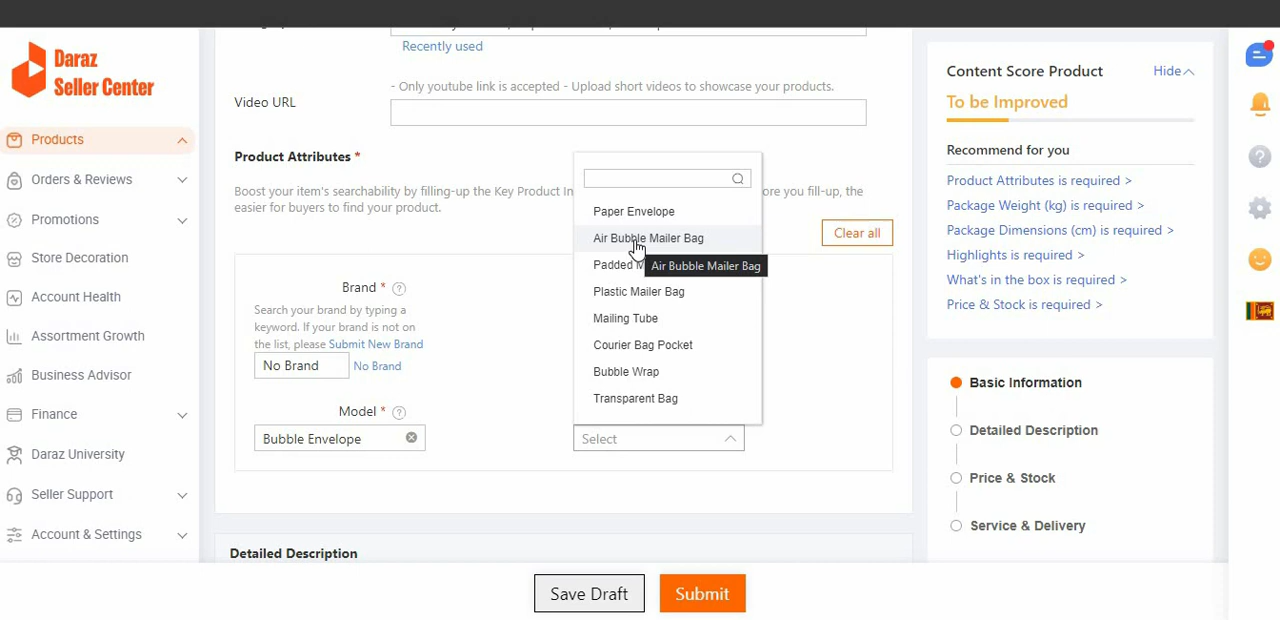 Daraz
Seller Center
Products
Orders & Reviews
Promotions
Store Decoration
Account Health
Assortment Growth
Business Advisor
Finance
Daraz University
Seller Support
Account & Settings
Recently used
- Only youtube link is accepted - Upload short videos to showcase your products.
Video URL
Product Attributes *
Boost your item's searchability by filling-up the Key Product In
ore you fill-up, the
easier for buyers to find your product.
Clear all
Brand *
Search your brand by typing a
keyword. If your brand is not on
the list, please Submit New Brand
No Brand
No Brand
Model *
Bubble Envelope
Paper Envelope
Air Bubble Mailer Bag
Padded M
Air Bubble Mailer Bag
Plastic Mailer Bag
Mailing Tube
Courier Bag Pocket
Bubble Wrap
Transparent Bag
Select
Detailed Description
Save Draft
Submit
Content Score Product
Hide
To be Improved
Recommend for you
Product Attributes is required >
Package Weight (kg) is required >
Package Dimensions (cm) is required >
Highlights is required >
What's in the box is required >
Price & Stock is required >
Basic Information
Detailed Description
Price & Stock
Service & Delivery